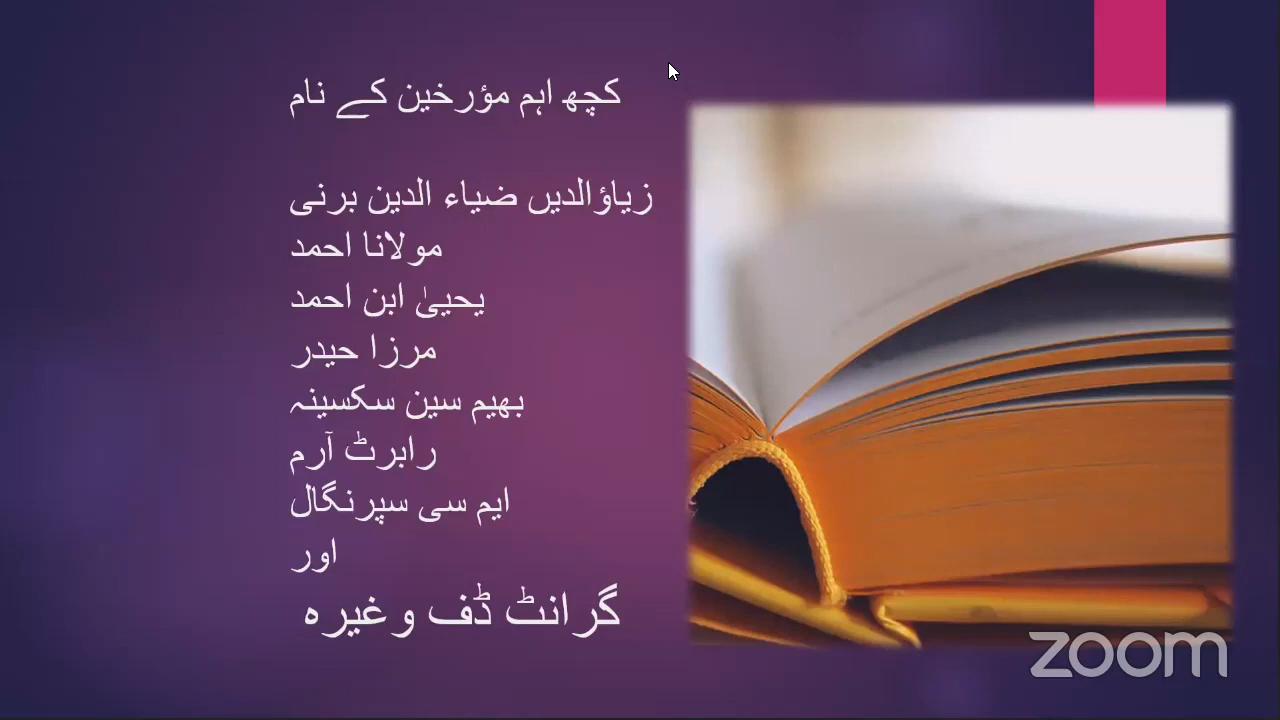 کچھ اہم مؤرخین کے نام
زیاؤالدیں ضیاء الدین برنی
مولانا احمد
یحییٰ ابن احمد
مرزا حیدر
بھیم سین سکسینہ
رابرٹ آرم
ایم سی سپرنگال
اور
گرانٹ ڈف وغیرہ
zoom